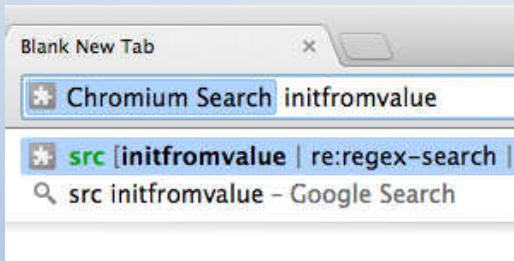 Blank New Tab
Chromium Search initfromvalue
src [initfromvalue | re:regex-search |
src initfromvalue – Google Search